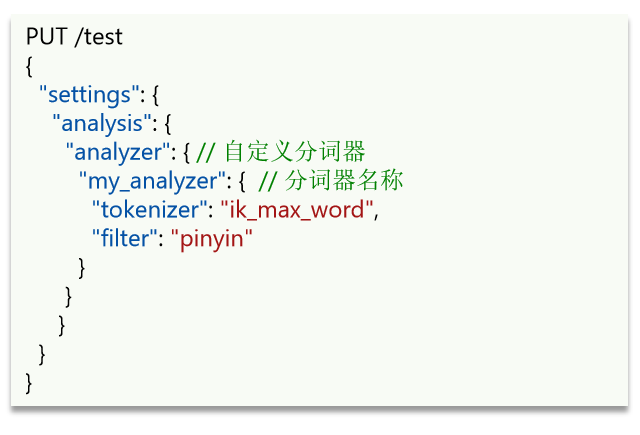 PUT /test
{
  "settings": {
    "analysis": {
      "analyzer": { // 自定义分词器
        "my_analyzer": {  // 分词器名称
          "tokenizer": "ik_max_word",
          "filter": "pinyin"
        }
      }
     }
  }
}